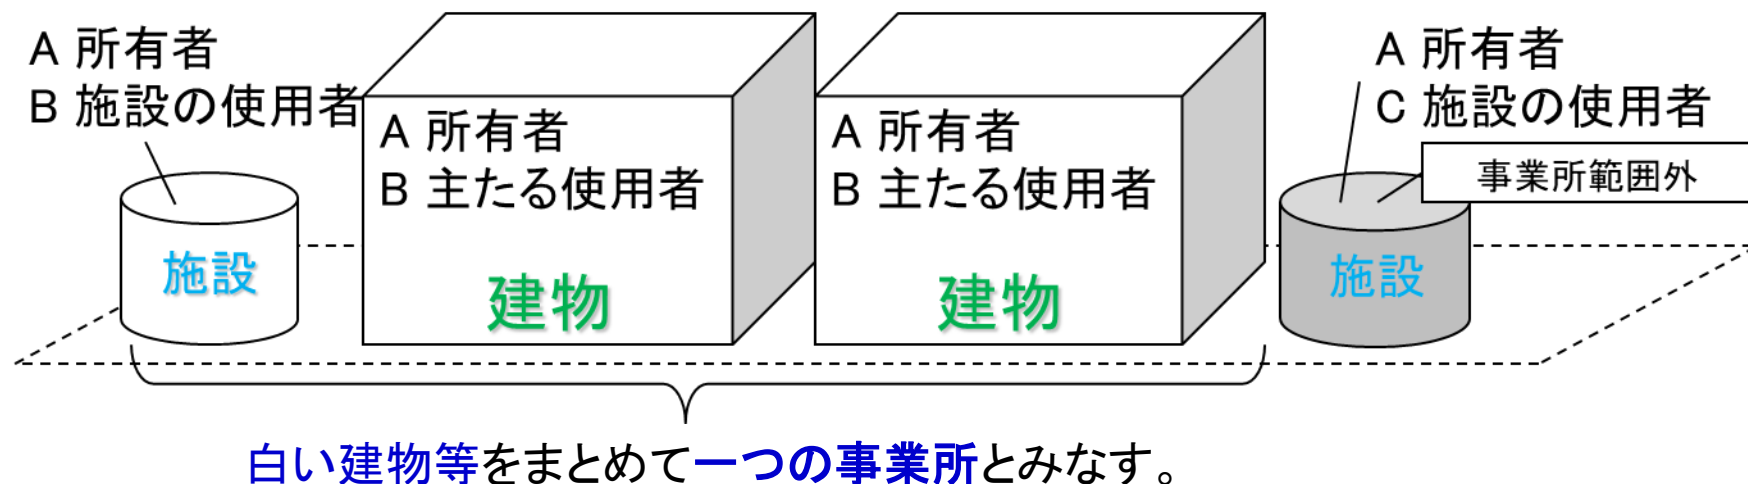 A 所有者
B 施設の使用者
施設
A 所有者
B 主たる使用者
建物
A 所有者
B 主たる使用者
建物
A 所有者
C 施設の使用者
事業所範囲外
施設
白い建物等をまとめて一つの事業所とみなす。